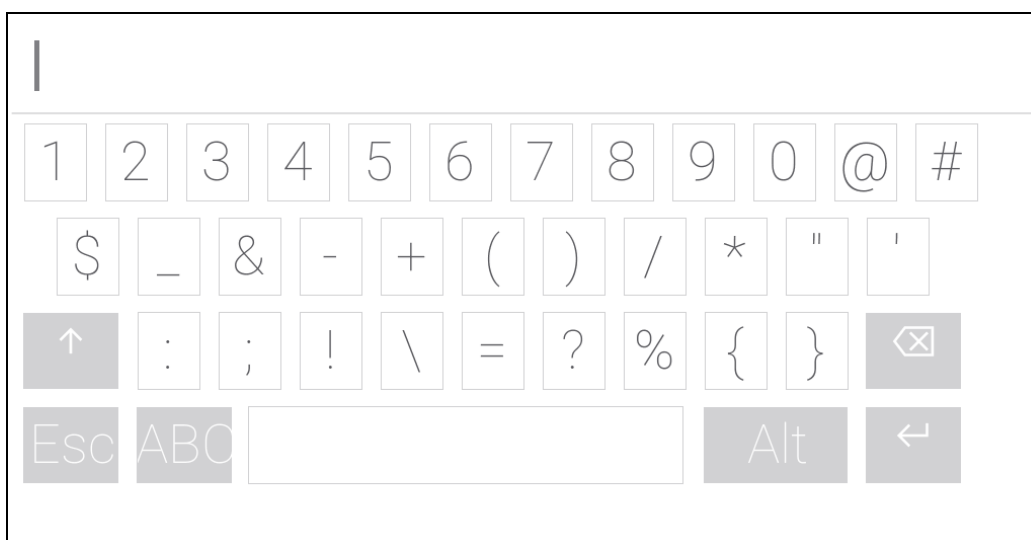 1 2 3 4 5 6 7 8 9 0 @ #
$ _ & - + ( ) / * " '
: ; ! \ = ? % { }
Esc ABC Alt